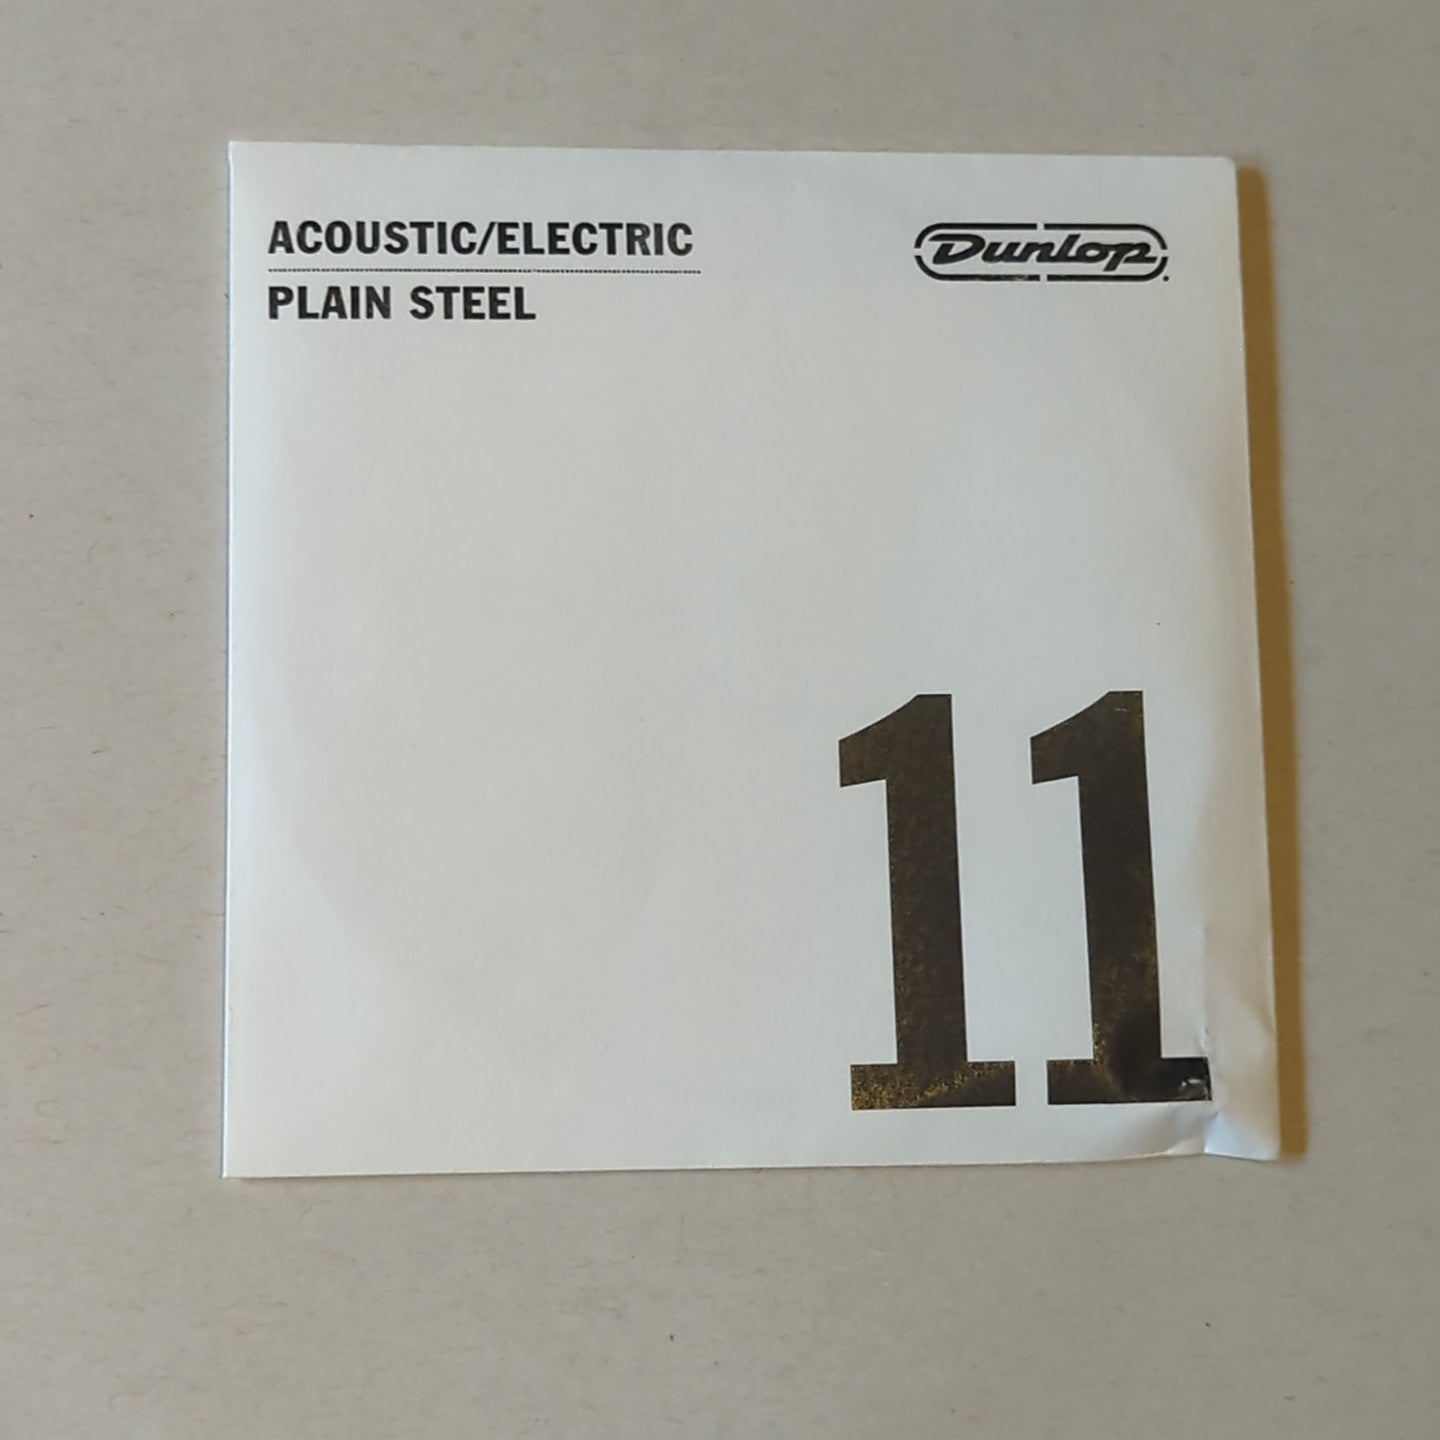 ACOUSTIC/ELECTRIC
PLAIN STEEL
Dunlop
11